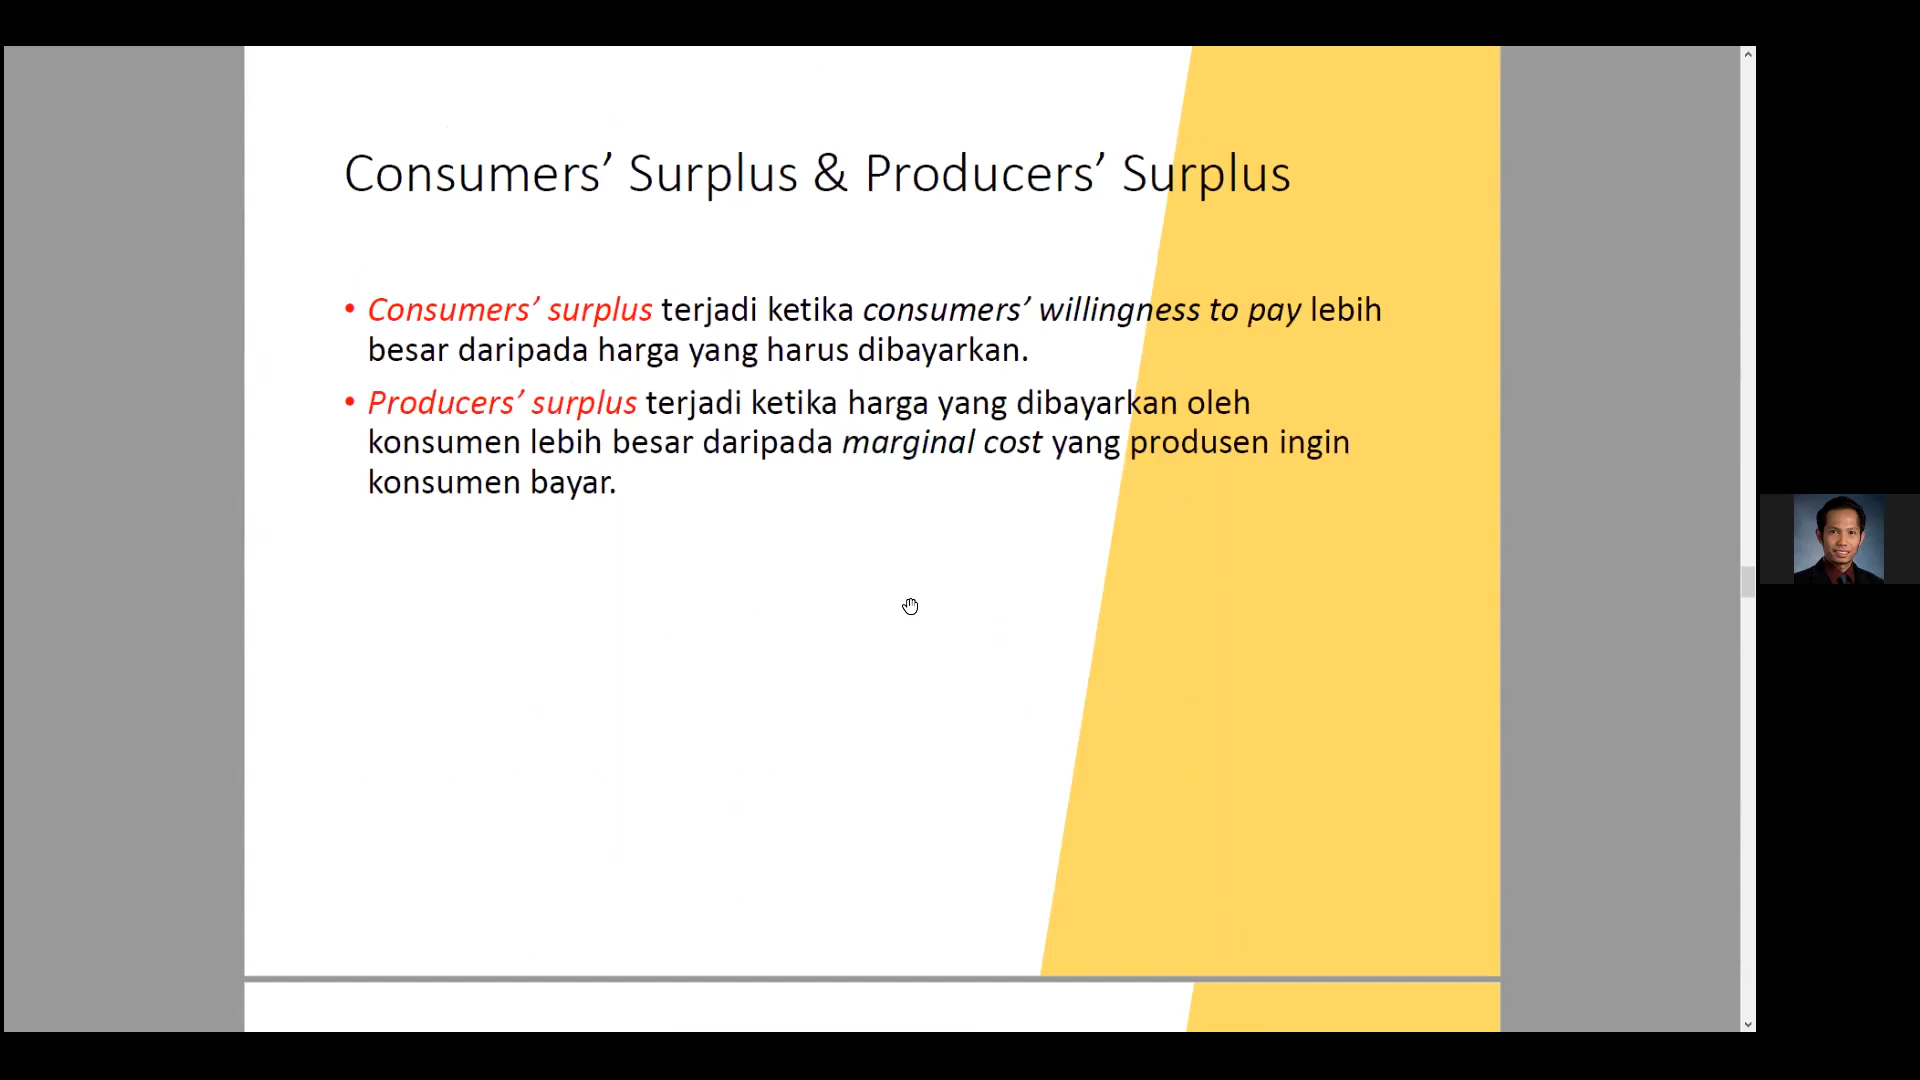 Consumers’ Surplus & Producers’ Surplus
• Consumers’ surplus terjadi ketika consumers’ willingness to pay lebih
besar daripada harga yang harus dibayarkan.
• Producers’ surplus terjadi ketika harga yang dibayarkan oleh
konsumen lebih besar daripada marginal cost yang produsen ingin
konsumen bayar.